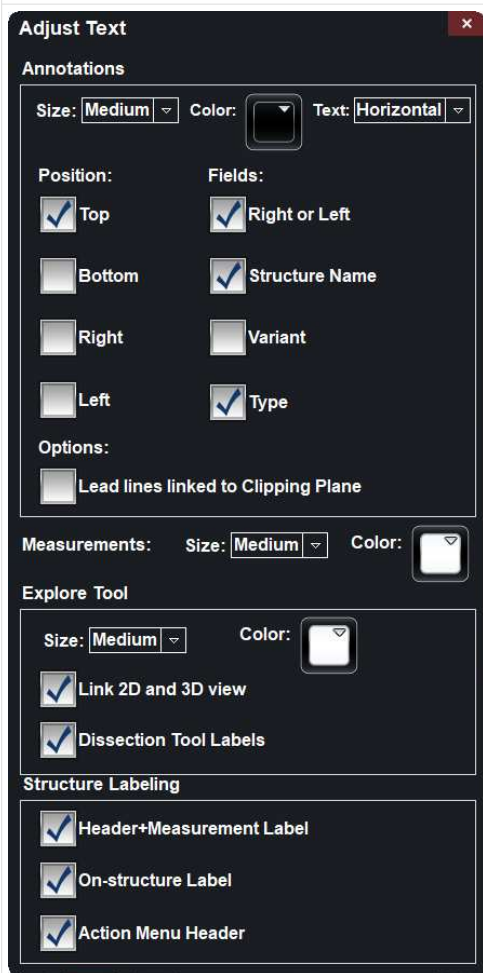 Adjust Text
Annotations
Size: Medium Color: Text: Horizontal
Position: Fields:
Top Right or Left
Bottom Structure Name
Right Variant
Left Type
Options:
Lead lines linked to Clipping Plane
Measurements: Size: Medium Color:
Explore Tool
Size: Medium Color:
Link 2D and 3D view
Dissection Tool Labels
Structure Labeling
Header+Measurement Label
On-structure Label
Action Menu Header